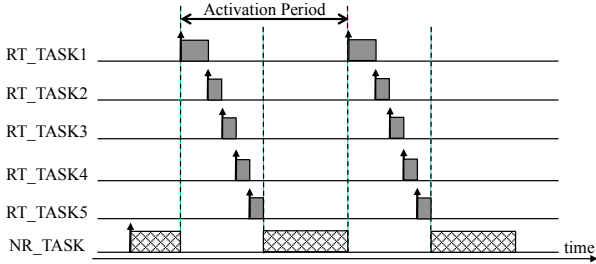 Activation Period
RT_TASK1
RT_TASK2
RT_TASK3
RT_TASK4
RT_TASK5
NR_TASK
time